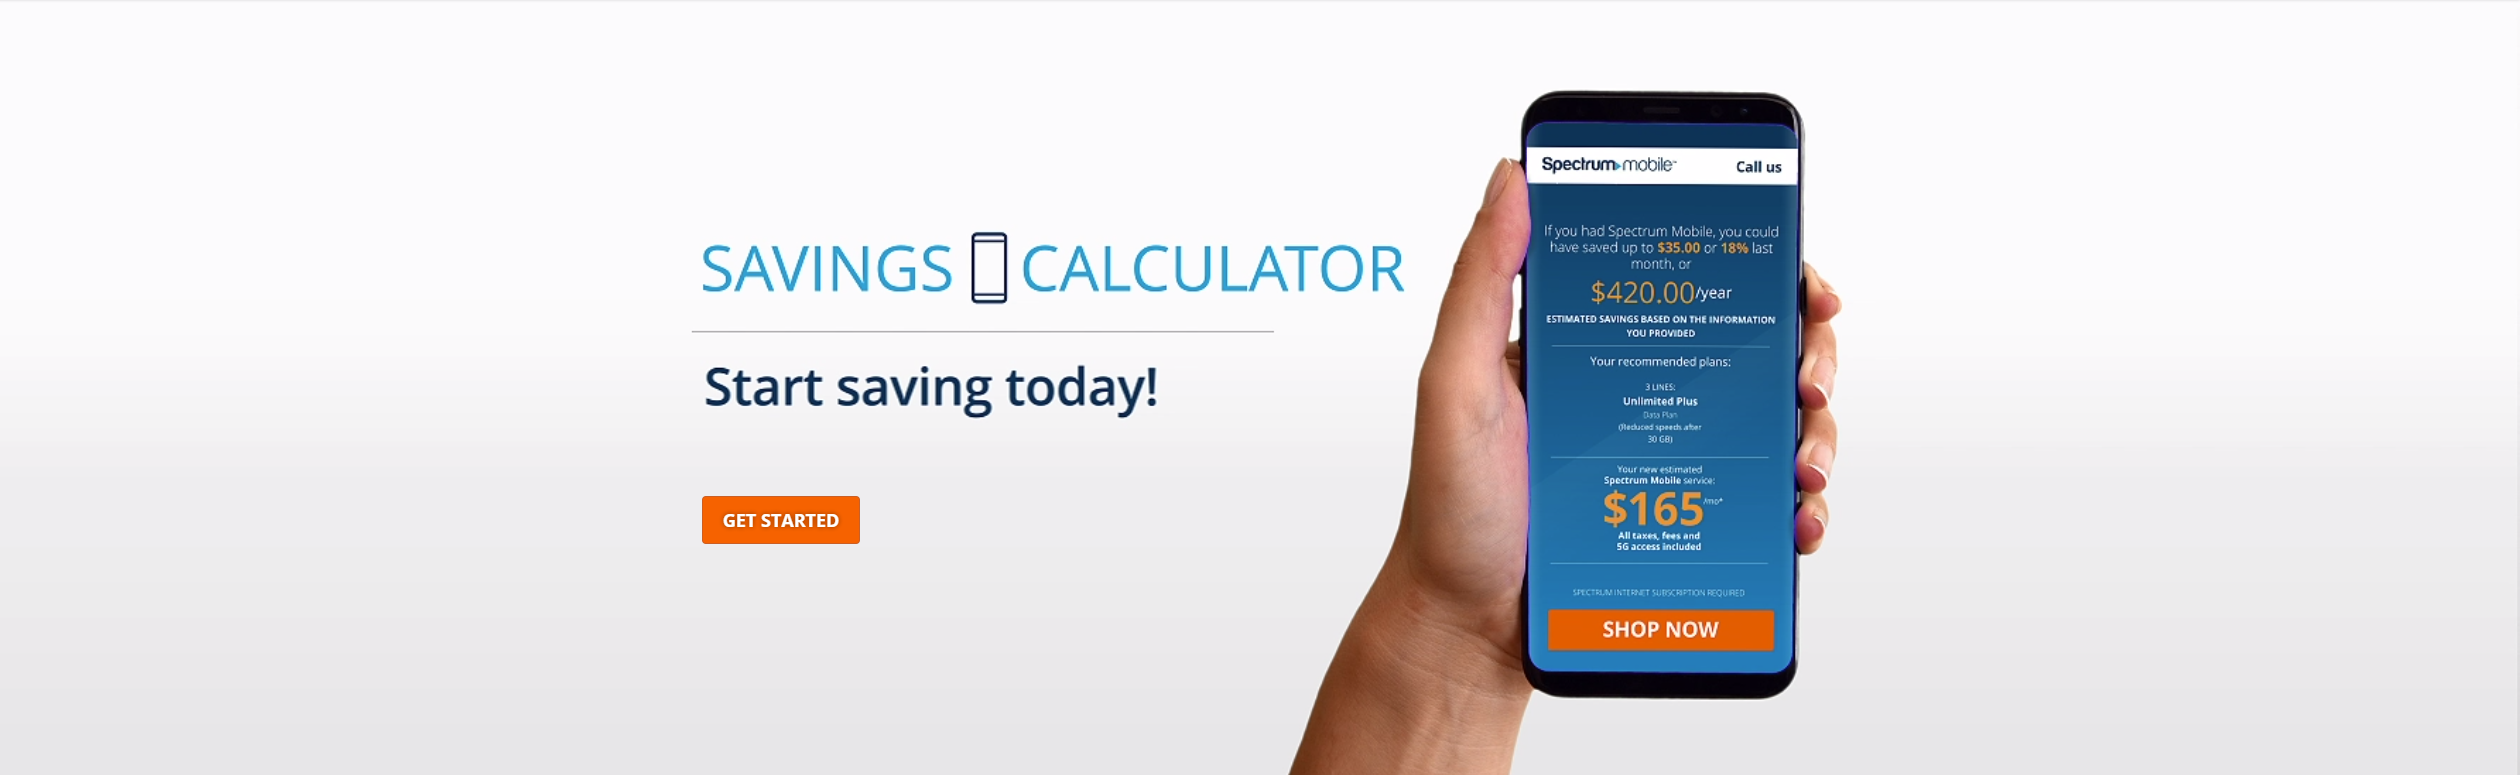 SAVINGS CALCULATOR
Start saving today!
GET STARTED
Spectrum mobile Call us
If you had Spectrum Mobile, you could
have saved up to $35.00 or 18% last
month, or
$420.00/year
ESTIMATED SAVINGS BASED ON THE INFORMATION
YOU PROVIDED
Your recommended plans:
3 LINES:
Unlimited Plus
Data Plan
(Reduced speeds after
30 GB)
Your new estimated
Spectrum Mobile service:
$165/mo*
All taxes, fees and
5G access included
SPECTRUM INTERNET SUBSCRIPTION REQUIRED
SHOP NOW